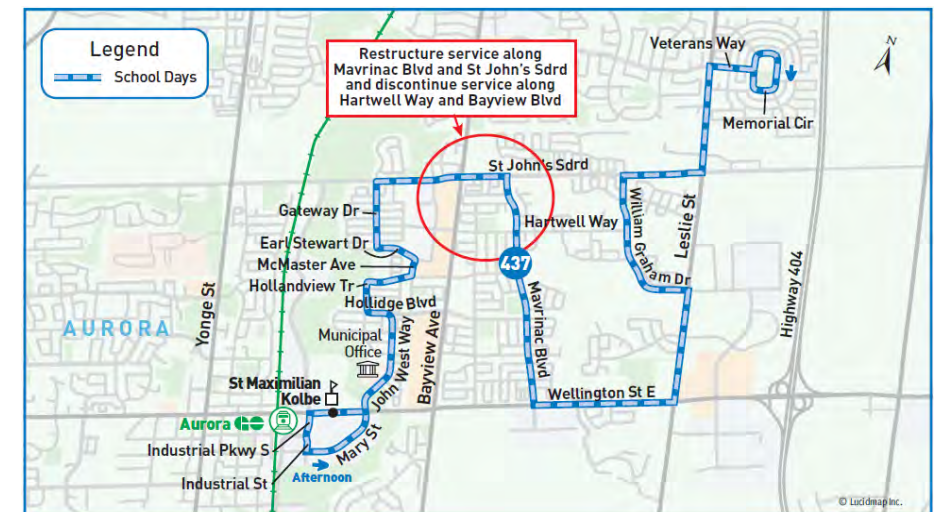 Legend
School Days
Restructure service along
Mavrinac Blvd and St John's Sdrd
and discontinue service along
Hartwell Way and Bayview Blvd
Veterans Way
N
Memorial Cir
St John's Sdrd
Gateway Dr
Hartwell Way
William Graham Dr
Leslie St
Earl Stewart Dr
McMaster Ave
437
Hollandview Tr
Hollidge Blvd
Highway 404
Yonge St
AURORA
Mavrinac Blvd
Municipal
Office
John West Way
Bayview Ave
St Maximilian
Kolbe
Wellington St E
Aurora GO
Industrial Pkwy S
Mary St
Afternoon
Industrial St
© Lucidmap Inc.